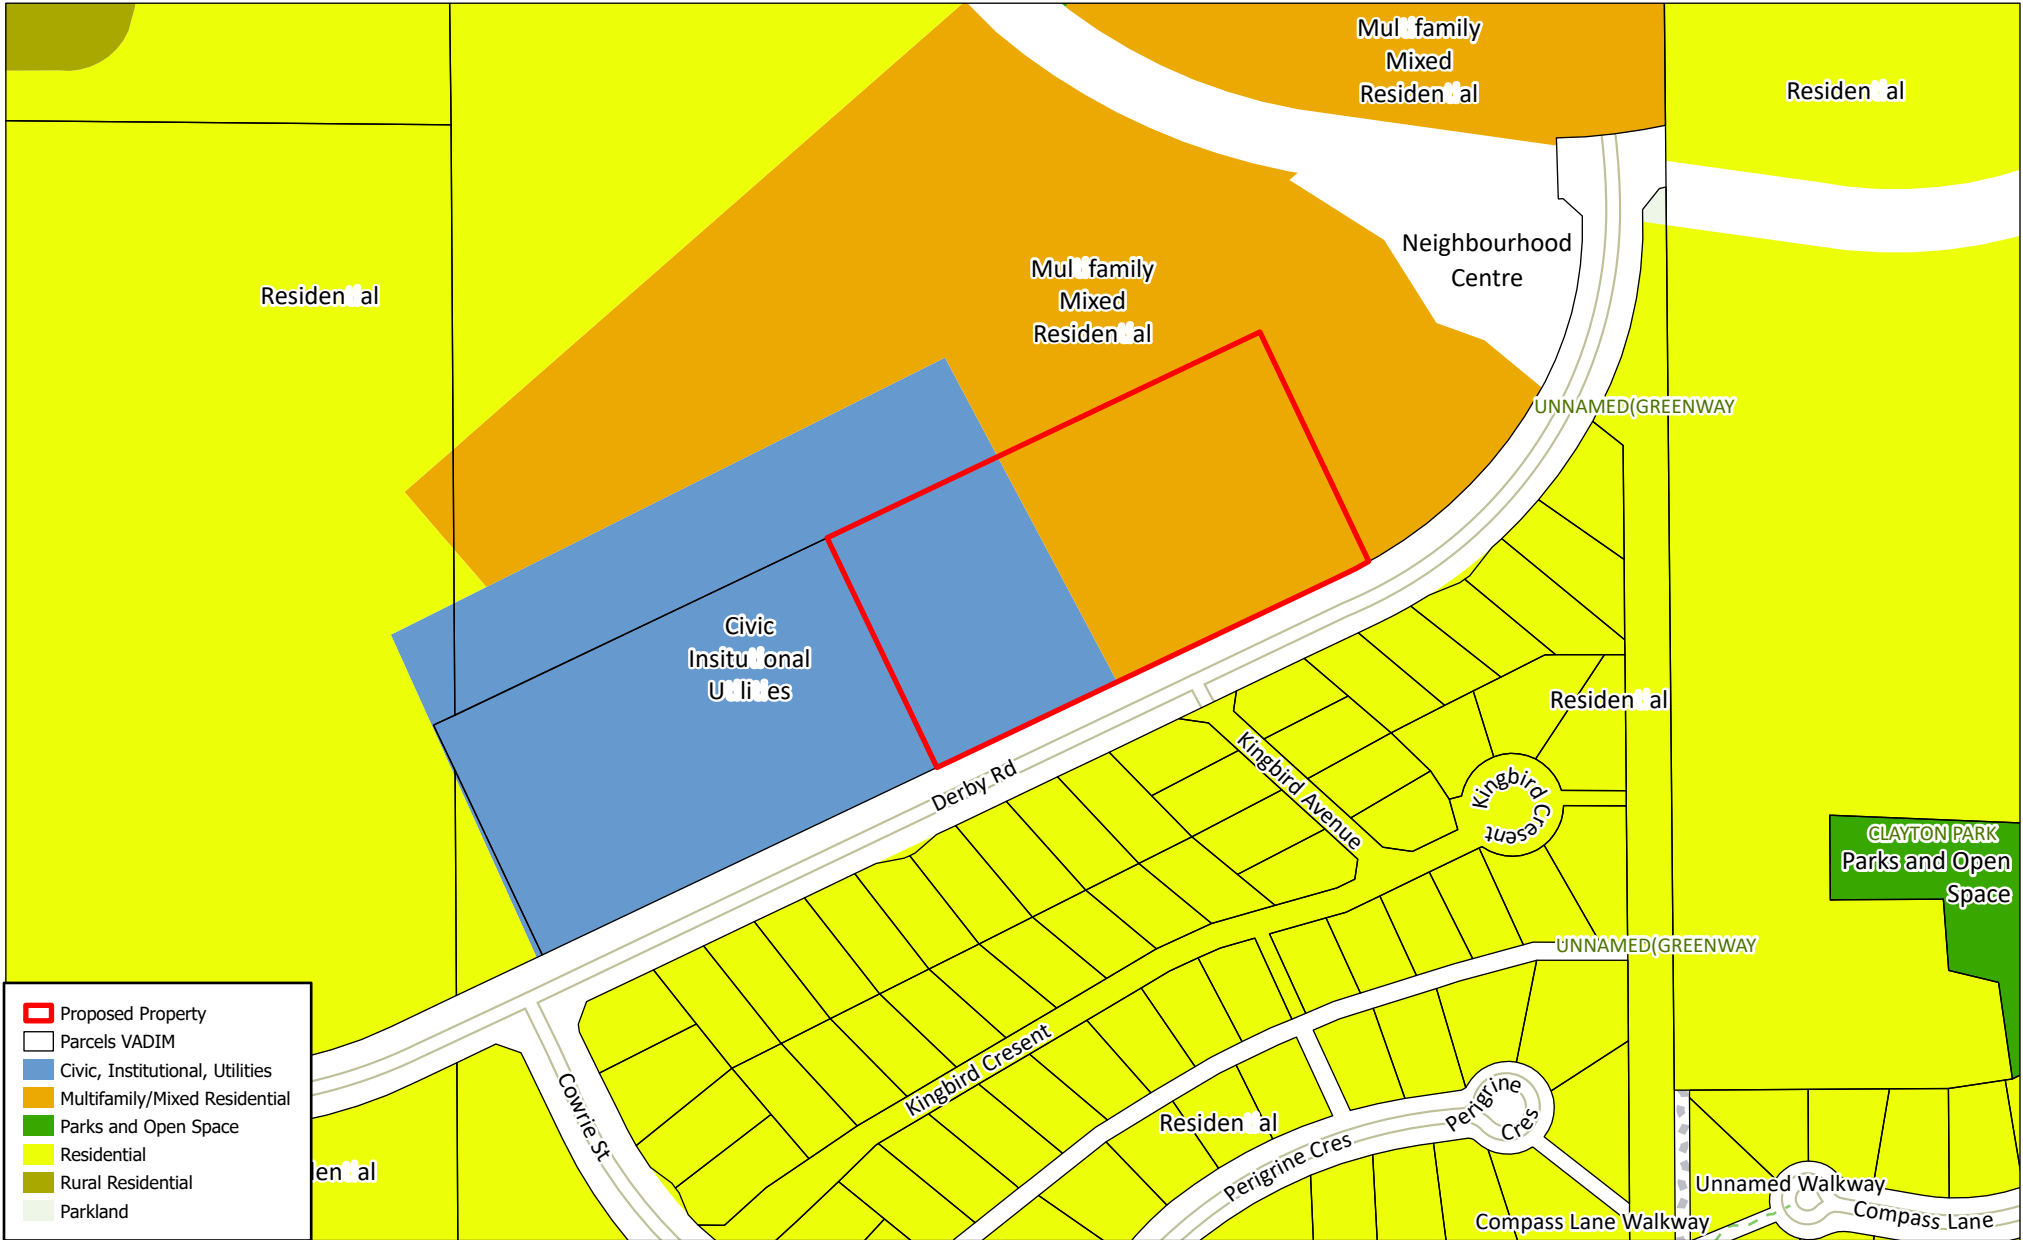 Mul family
Mixed
Residen al
Residen al
Neighbourhood
Centre
Mul family
Mixed
Residen al
Residen al
UNNAMED(GREENWAY
Civic
Insitu onal
U li es
Residen al
Derby Rd
Kingbird Avenue
Kingbird Cresent
CLAYTON PARK
Parks and Open
Space
UNNAMED(GREENWAY
Proposed Property
Parcels VADIM
Civic, Institutional, Utilities
Multifamily/Mixed Residential
Parks and Open Space
Residential
Rural Residential
Parkland
den al
Cowrie St
Kingbird Cresent
Residen al
Perigrine Cres
Perigrine
Cres
Unnamed Walkway
Compass Lane Walkway
Compass Lane